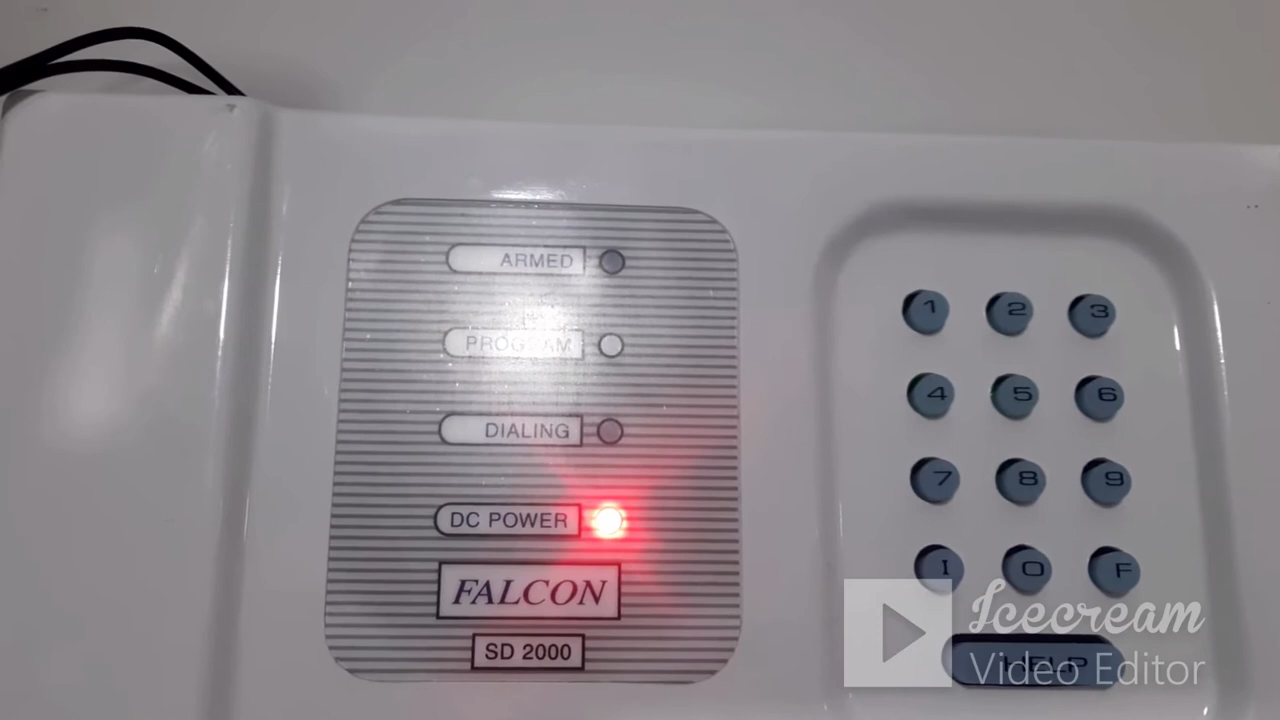 ARMED
PROGRAM
DIALING
DC POWER
FALCON
SD 2000
1 2 3
4 5 6
7 8 9
I O F
HELP
Icecream
Video Editor